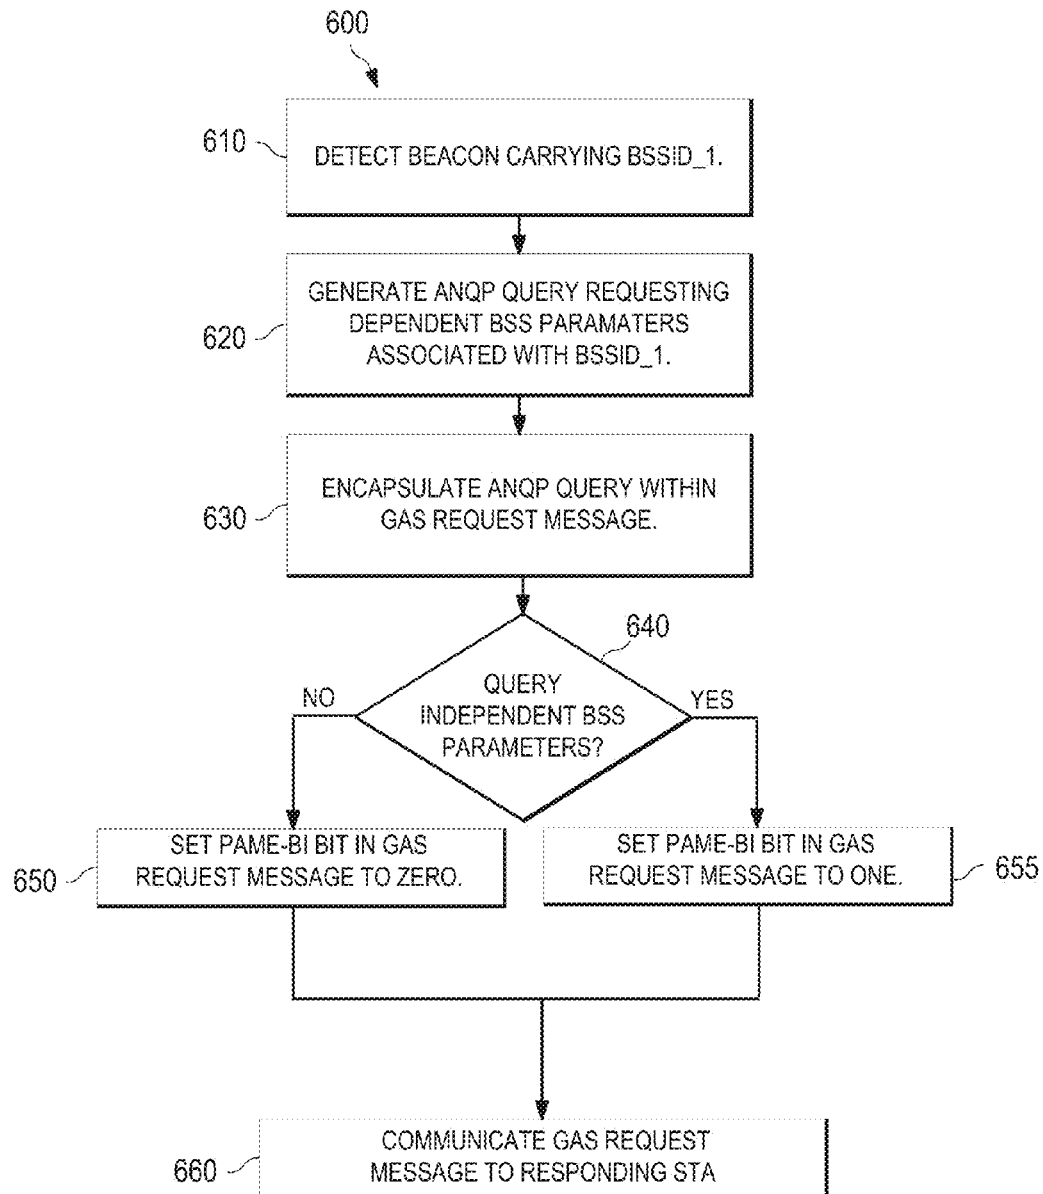 600
610
DETECT BEACON CARRYING BSSID_1.
620
GENERATE ANQP QUERY REQUESTING
DEPENDENT BSS PARAMATERS
ASSOCIATED WITH BSSID_1.
630
ENCAPSULATE ANQP QUERY WITHIN
GAS REQUEST MESSAGE.
640
QUERY
INDEPENDENT BSS
PARAMETERS?
NO
YES
650
SET PAME-BI BIT IN GAS
REQUEST MESSAGE TO ZERO.
SET PAME-BI BIT IN GAS
REQUEST MESSAGE TO ONE.
655
660
COMMUNICATE GAS REQUEST
MESSAGE TO RESPONDING STA